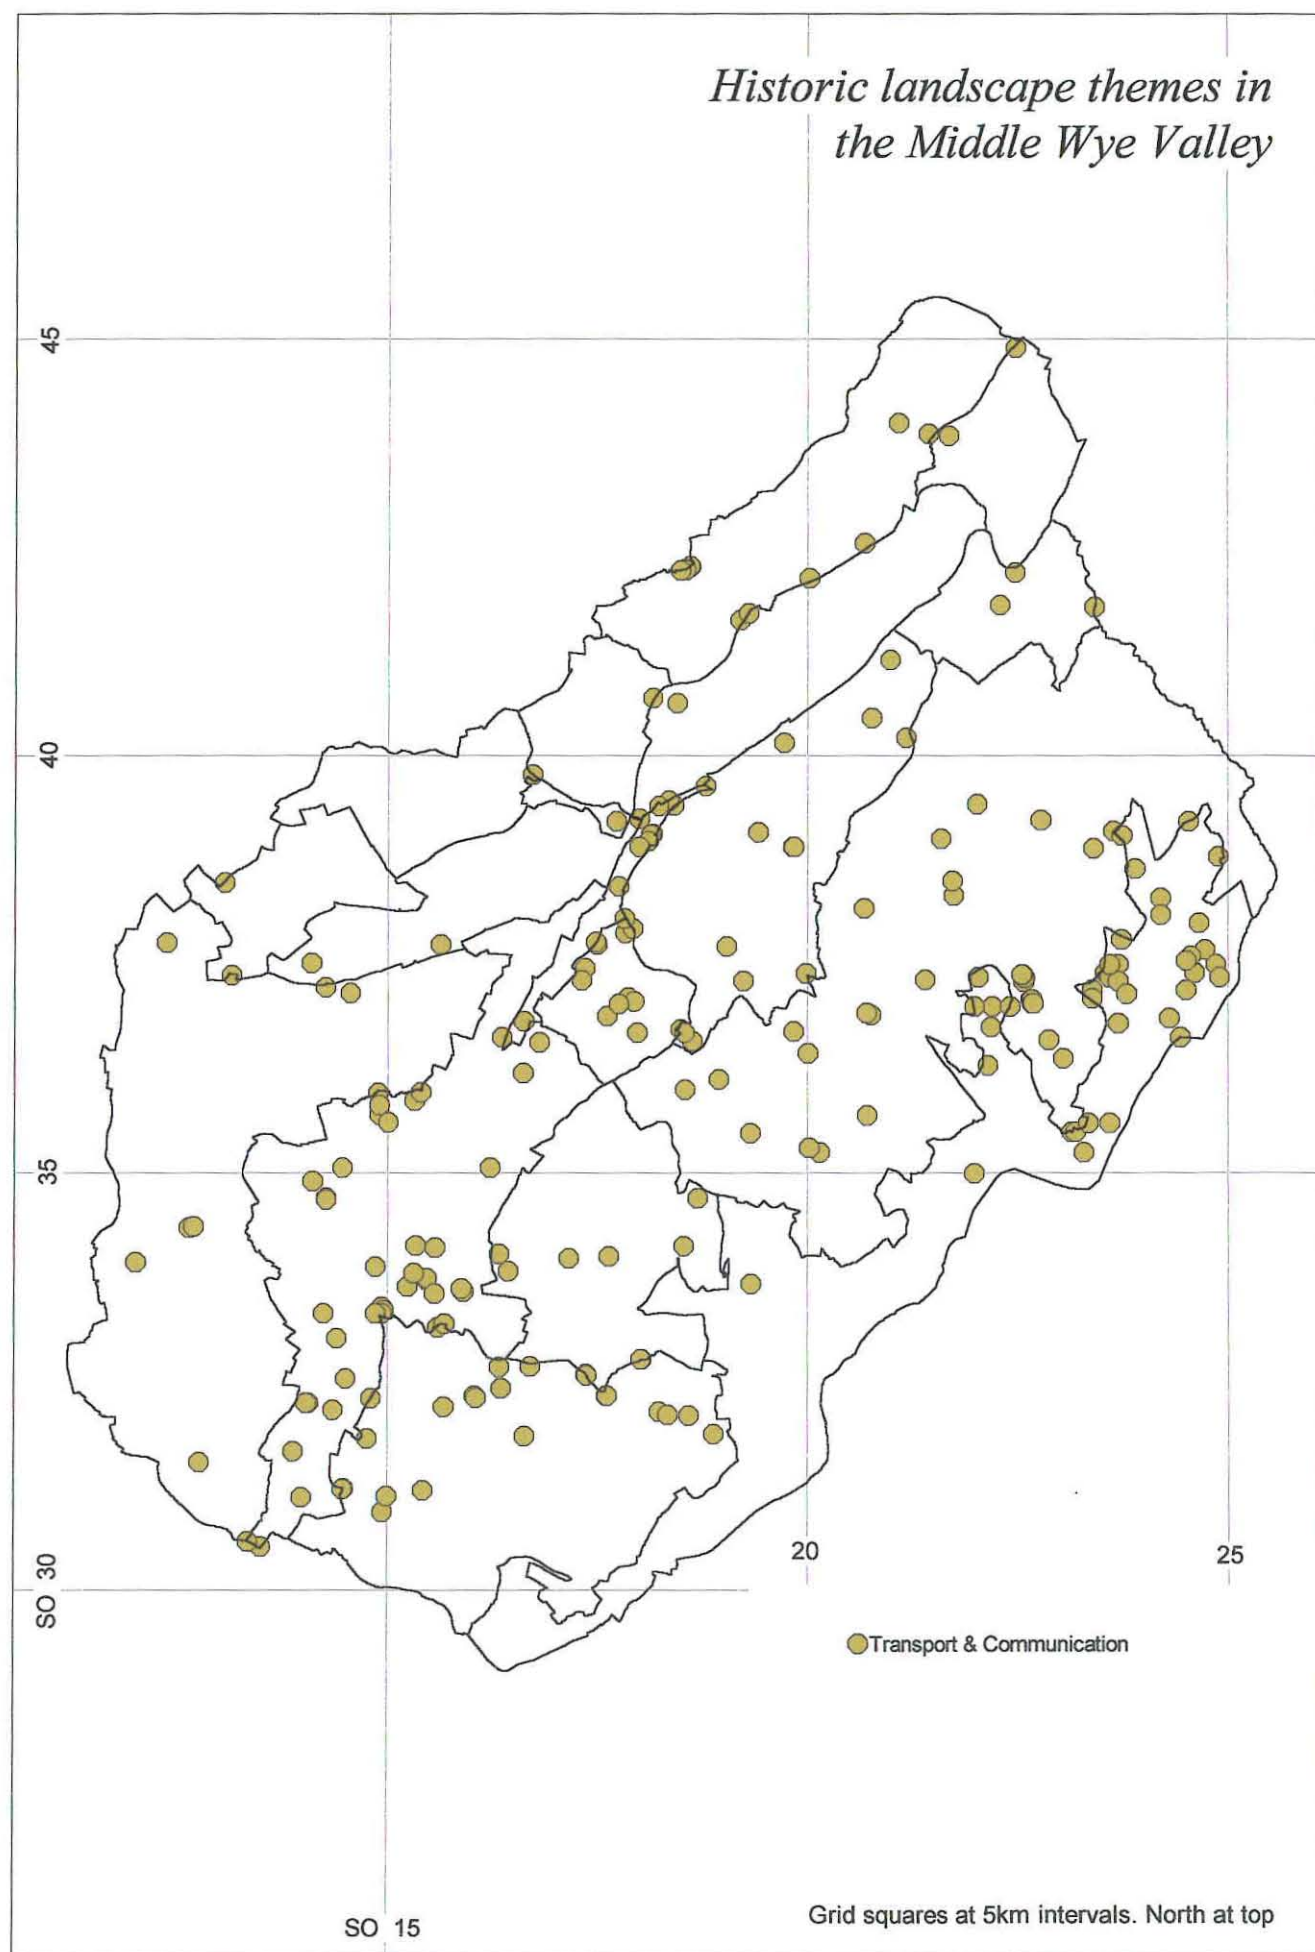 Historic landscape themes in
the Middle Wye Valley
45
40
35
SO 30
20
25
Transport & Communication
SO 15
Grid squares at 5km intervals. North at top